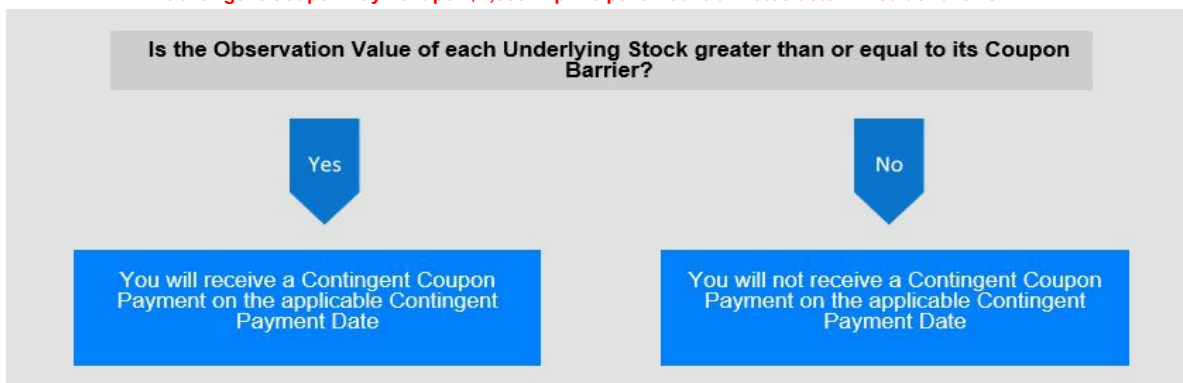 Is the Observation Value of each Underlying Stock greater than or equal to its Coupon
Barrier?
Yes
No
You will receive a Contingent Coupon
Payment on the applicable Contingent
Payment Date
You will not receive a Contingent Coupon
Payment on the applicable Contingent
Payment Date